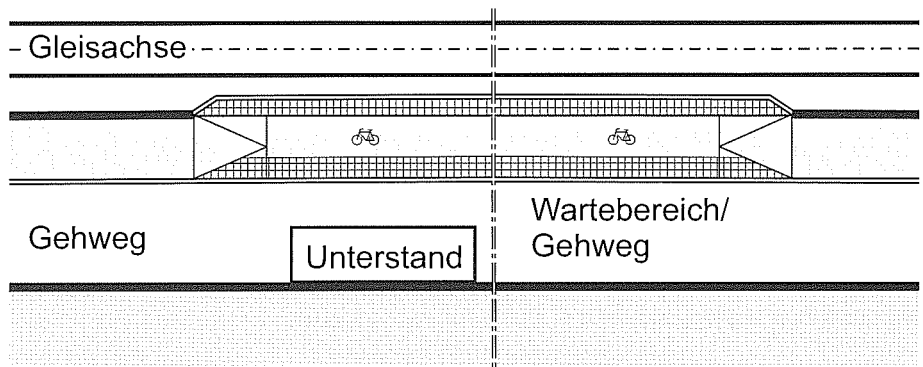 Gleisachse
Gehweg
Unterstand
Wartebereich/
Gehweg